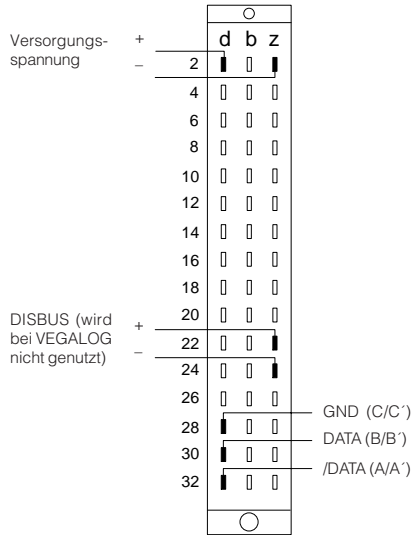 d b z
Versorgungs- +
spannung –
2
4
6
8
10
12
14
16
18
20
DISBUS (wird +
bei VEGALOG
nicht genutzt) –
22
24
26
28
30
32
GND (C/C´)
DATA (B/B´)
/DATA (A/A´)